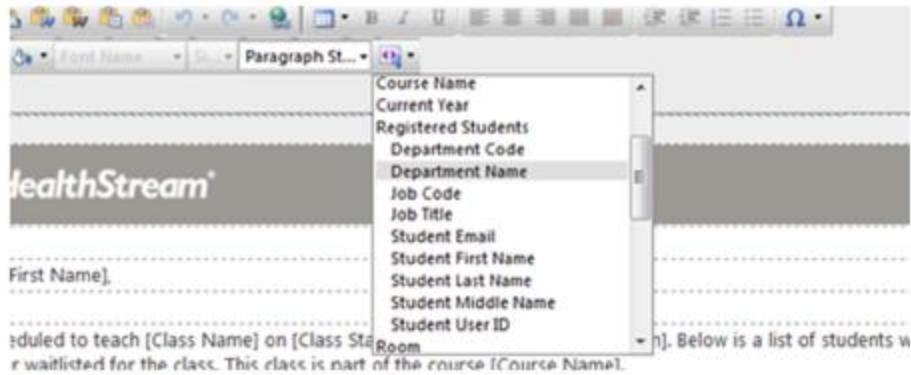 B I U Ω
Font Name Si... Paragraph St...
Course Name
Current Year
Registered Students
Department Code
Department Name
Job Code
Job Title
Student Email
Student First Name
Student Last Name
Student Middle Name
Student User ID
Room
HealthStream
First Name],
eduled to teach [Class Name] on [Class Sta n]. Below is a list of students w
r waitlisted for the class. This class is part of the course [Course Name].